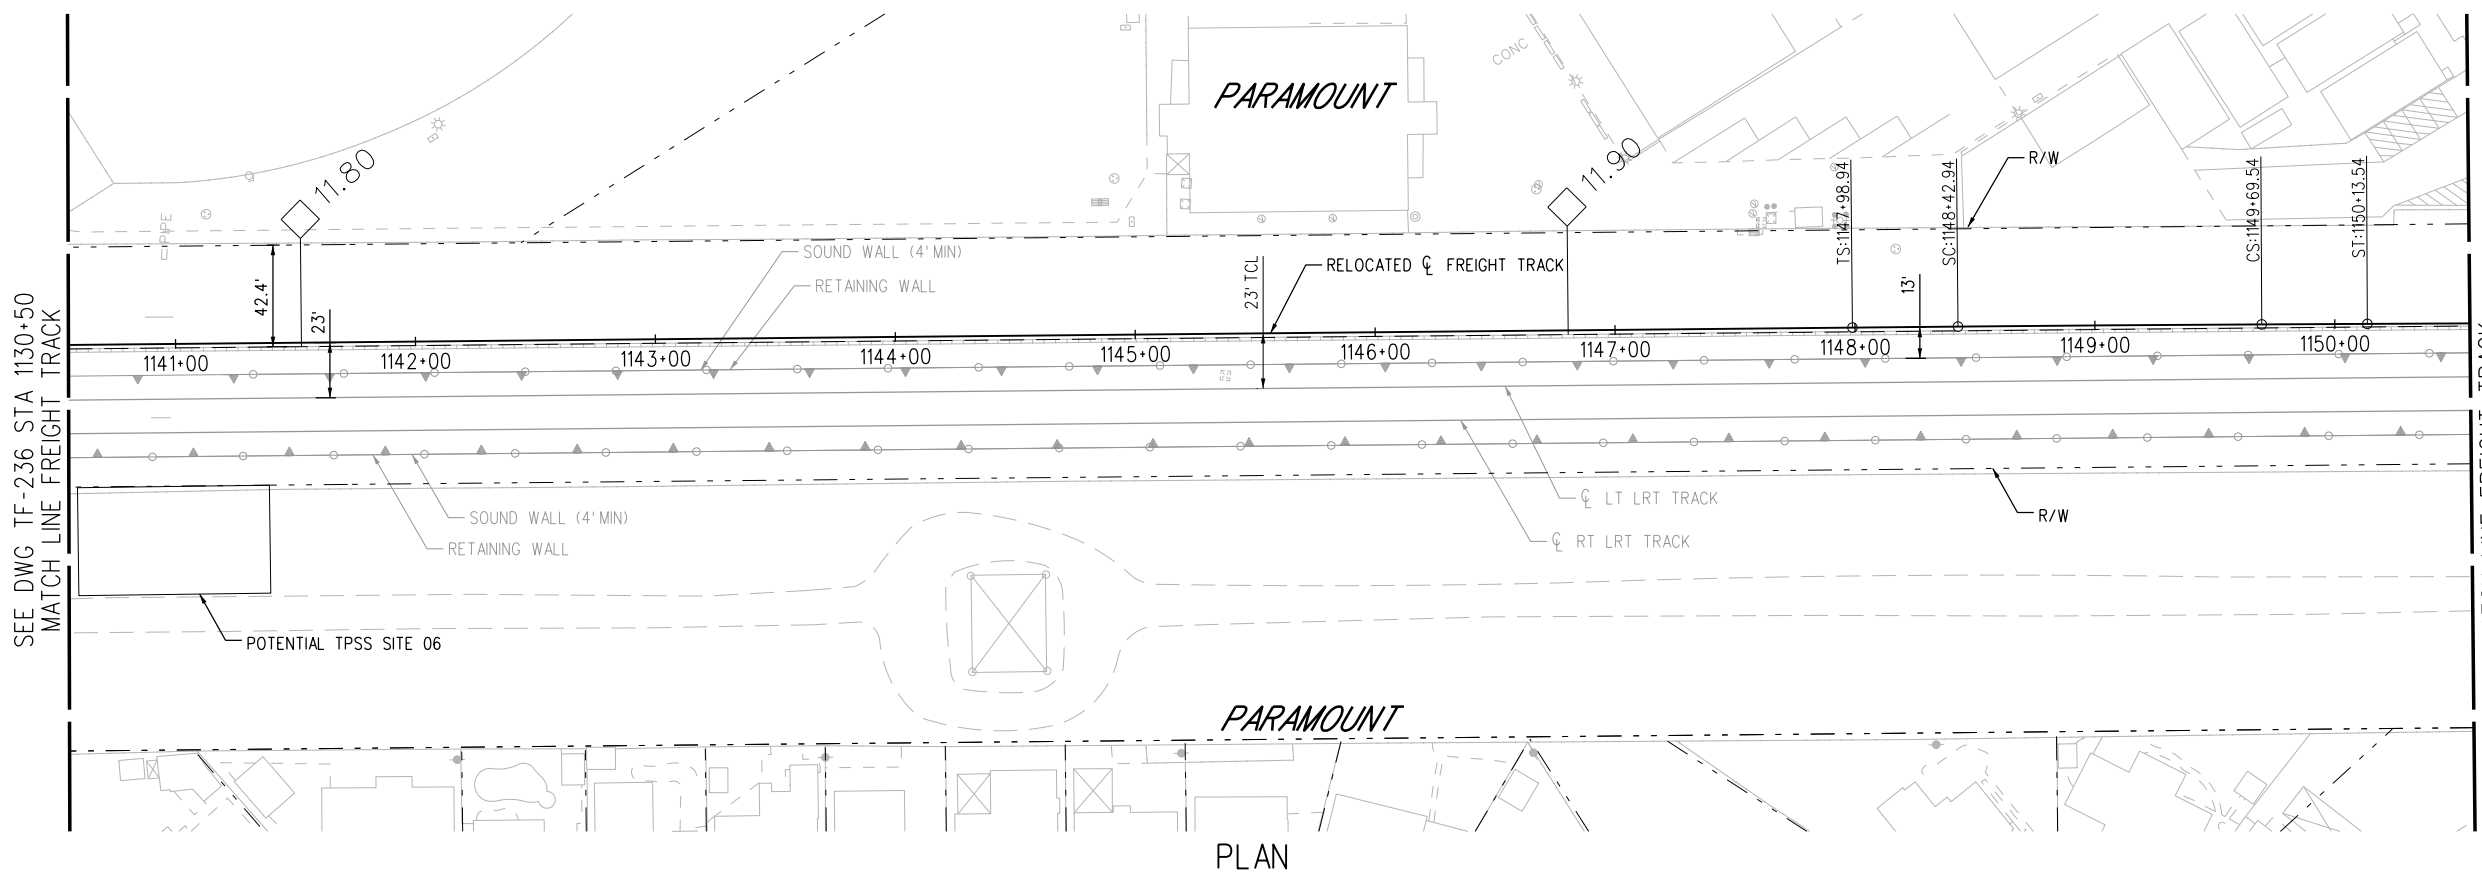 PARAMOUNT
CONC
11.80
11.90
PIPE
R/W
TS:1147+98.94
SC:1148+42.94
CS:1149+69.54
ST:1150+13.54
SOUND WALL (4' MIN)
RETAINING WALL
42.4'
23'
23' TCL
RELOCATED ℄ FREIGHT TRACK
13'
1141+00
1142+00
1143+00
1144+00
1145+00
1146+00
1147+00
1148+00
1149+00
1150+00
SEE DWG TF-236 STA 1130+50
MATCH LINE FREIGHT TRACK
℄ LT LRT TRACK
R/W
SOUND WALL (4' MIN)
RETAINING WALL
℄ RT LRT TRACK
POTENTIAL TPSS SITE 06
PARAMOUNT
PLAN